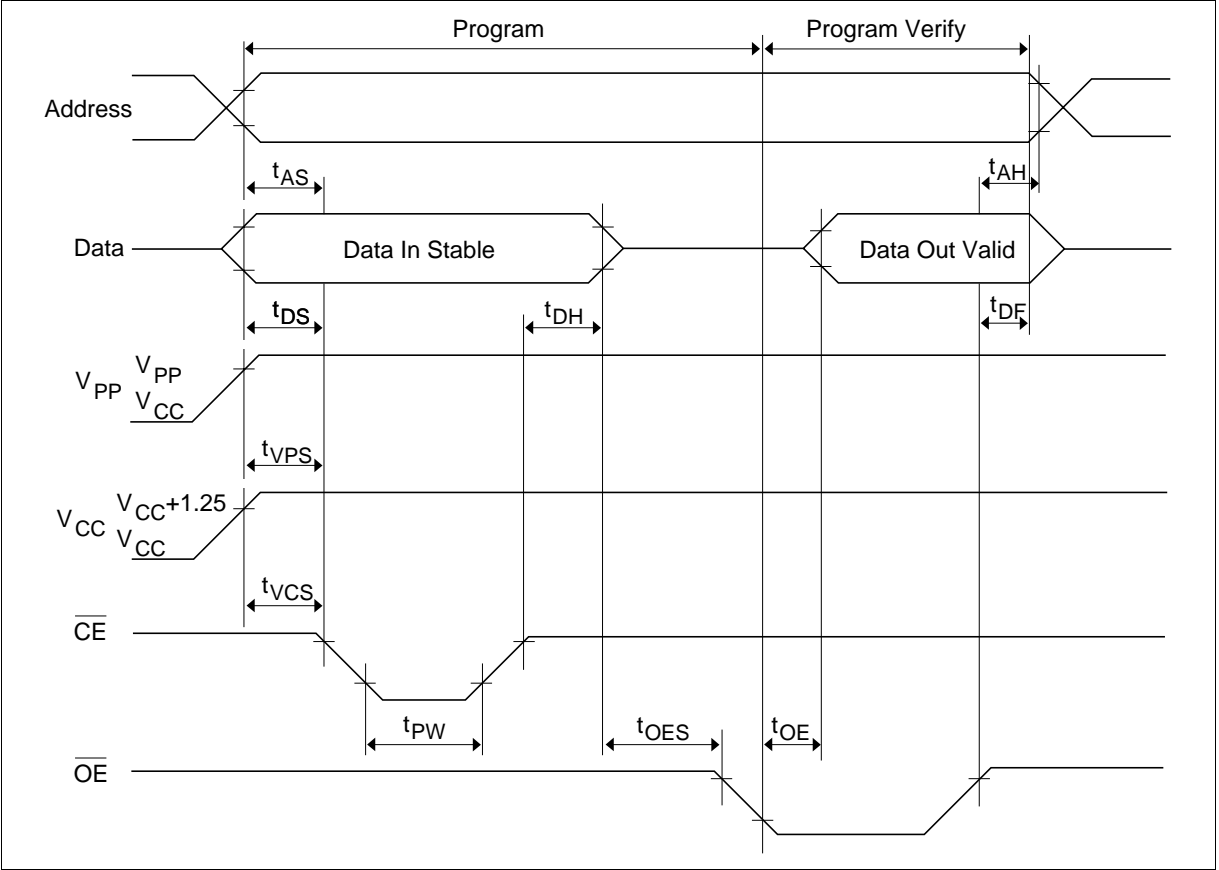 Program
Program Verify
Address
tAS
tAH
Data
Data In Stable
Data Out Valid
tDS
tDH
tDF
VPP
VPP
VCC
tVPS
VCC
VCC+1.25
VCC
tVCS
CE
tPW
tOES
tOE
OE